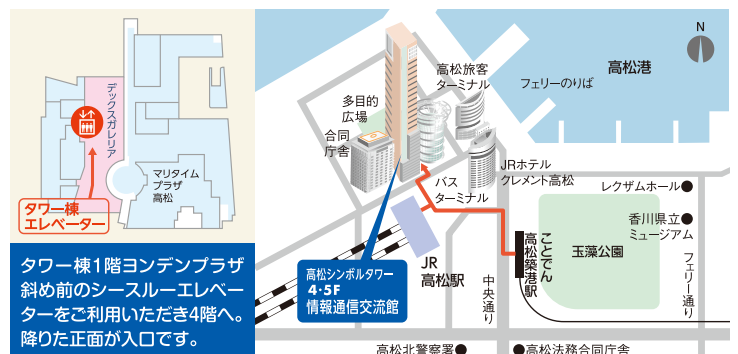 デックスガレリア
マリタイム
プラザ
高松
タワー棟
エレベーター
タワー棟1階ヨンデンプラザ
斜め前のシースルーエレベー
ターをご利用いただき4階へ。
降りた正面が入口です。
N
高松港
フェリーのりば
高松旅客
ターミナル
多目的
広場
合同
庁舎
JRホテル
クレメント高松
バス
ターミナル
レクザムホール
香川県立
ミュージアム
玉藻公園
ことでん
高松築港駅
JR
高松駅
高松シンボルタワー
4・5F
情報通信交流館
中央通り
フェリー通り
高松北警察署
高松法務合同庁舎